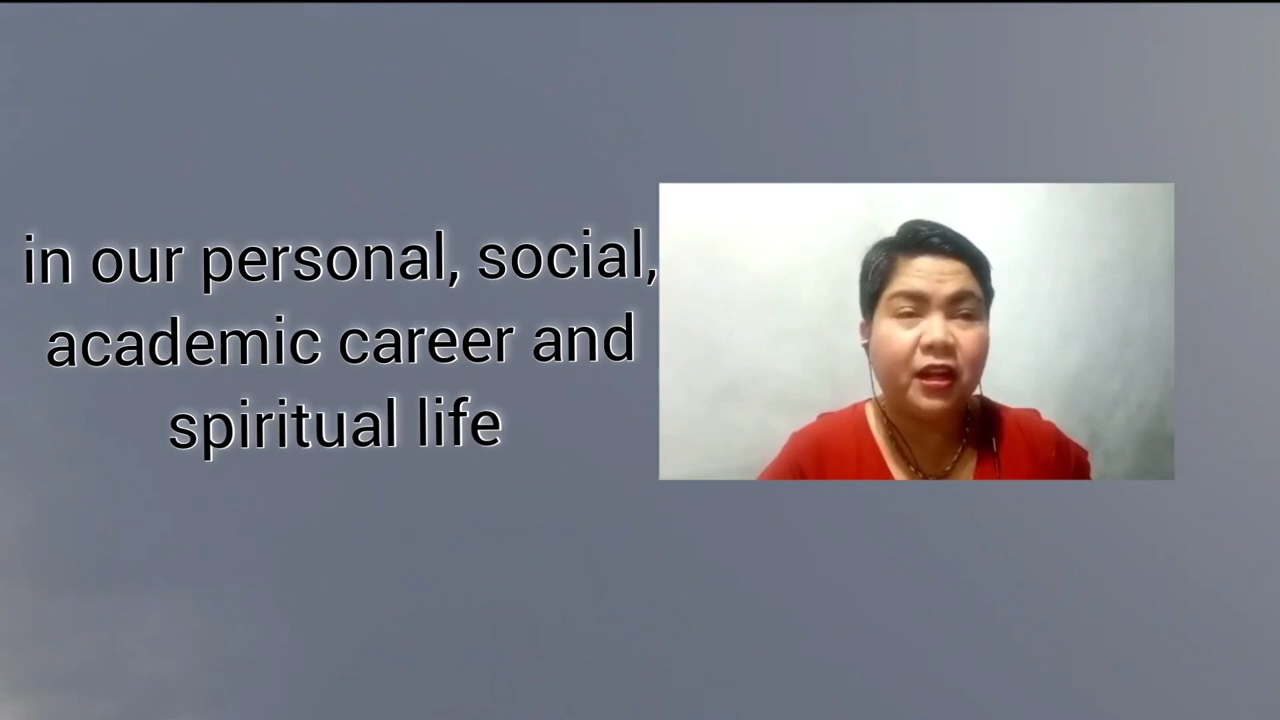 in our personal, social,
academic career and
spiritual life